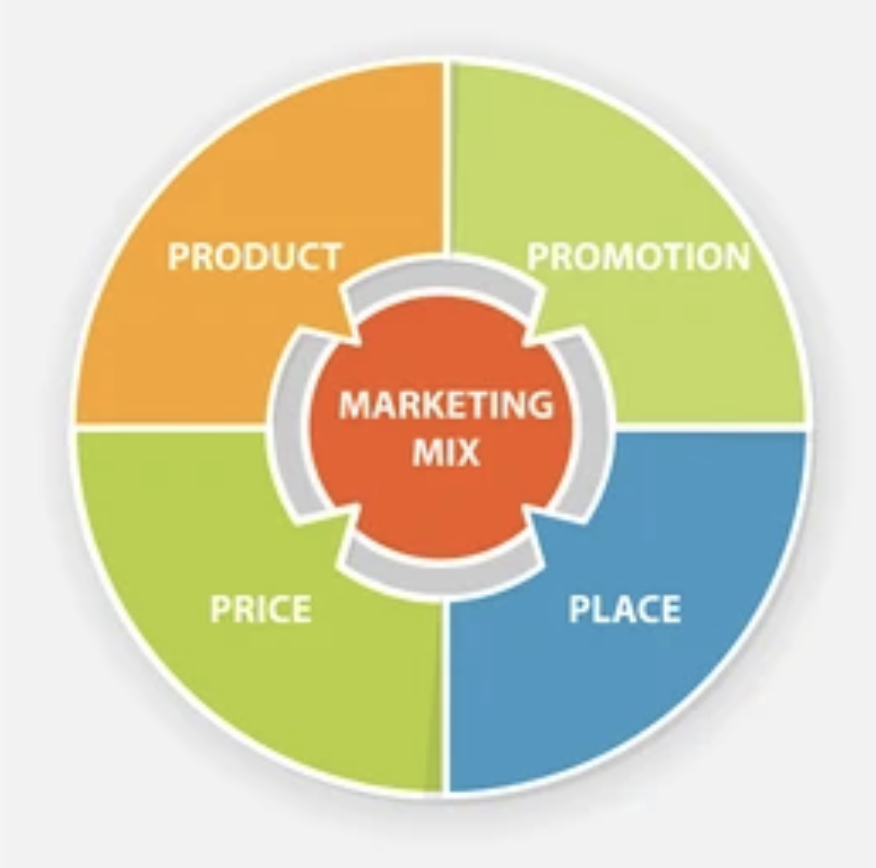 PRODUCT
PROMOTION
MARKETING
MIX
PRICE
PLACE